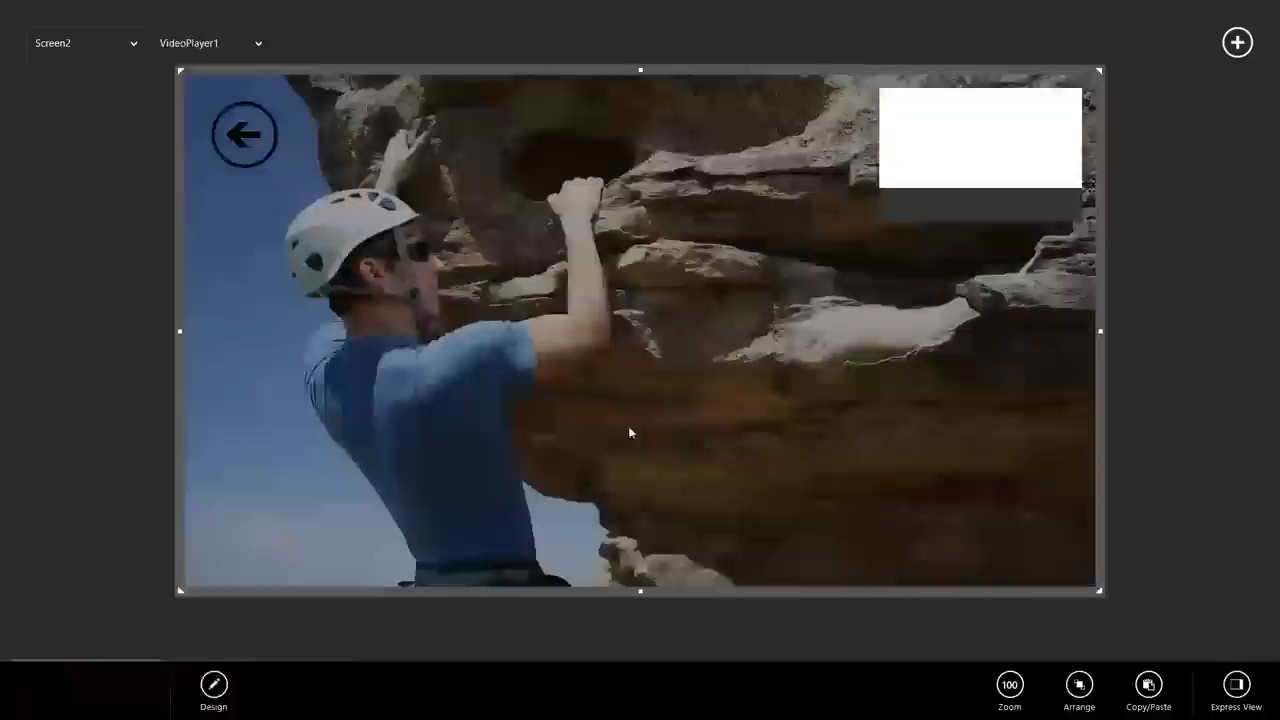 Screen2
VideoPlayer1
100
Design
Zoom
Arrange
Copy/Paste
Express View